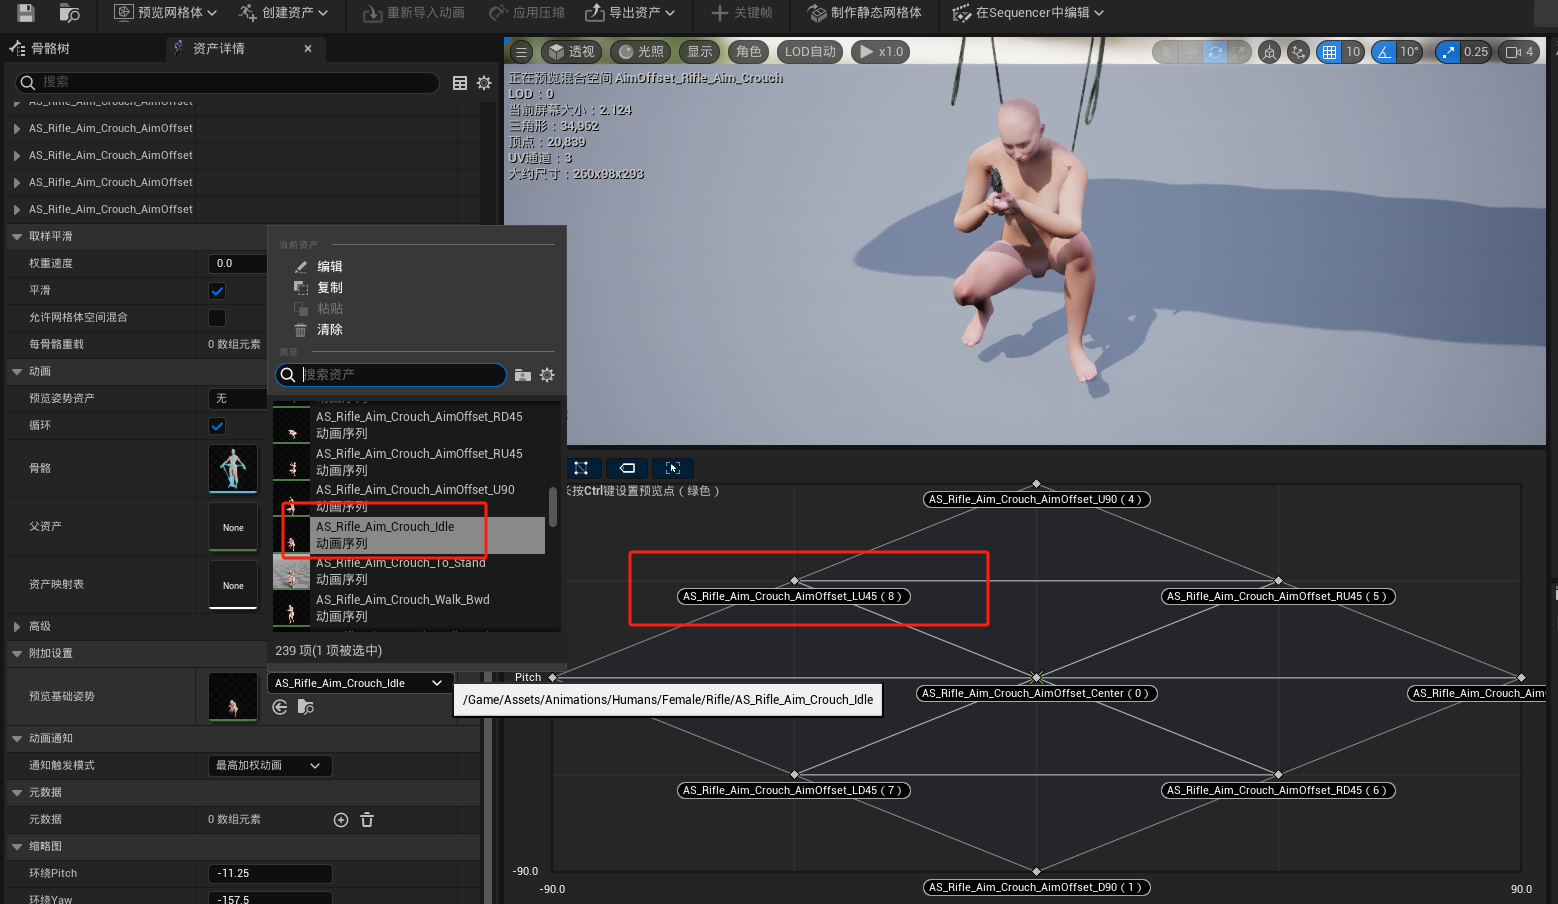 预览网格体
创建资产
重新导入动画
应用压缩
导出资产
关键帧
制作静态网格体
在Sequencer中编辑
骨骼树
资产详情
搜索
AS_Rifle_Aim_Crouch_AimOffset
AS_Rifle_Aim_Crouch_AimOffset
AS_Rifle_Aim_Crouch_AimOffset
AS_Rifle_Aim_Crouch_AimOffset
AS_Rifle_Aim_Crouch_AimOffset
取样平滑
权重速度
0.0
平滑
允许网格体空间混合
每骨骼重载
0 数组元素
动画
预览姿势资产
无
循环
骨骼
父资产
None
资产映射表
None
高级
附加设置
预览基础姿势
AS_Rifle_Aim_Crouch_Idle
动画通知
通知触发模式
最高加权动画
元数据
元数据
0 数组元素
缩略图
环绕Pitch
-11.25
环绕Yaw
-157.5
当前资产
编辑
复制
粘贴
清除
浏览
搜索资产
动画序列
AS_Rifle_Aim_Crouch_AimOffset_RD45
动画序列
AS_Rifle_Aim_Crouch_AimOffset_RU45
动画序列
AS_Rifle_Aim_Crouch_AimOffset_U90
动画序列
AS_Rifle_Aim_Crouch_Idle
动画序列
AS_Rifle_Aim_Crouch_To_Stand
动画序列
AS_Rifle_Aim_Crouch_Walk_Bwd
动画序列
239 项(1 项被选中)
/Game/Assets/Animations/Humans/Female/Rifle/AS_Rifle_Aim_Crouch_Idle
透视
光照
显示
角色
LOD自动
x1.0
10
10°
0.25
4
正在预览混合空间 AimOffset_Rifle_Aim_Crouch
LOD：0
当前屏幕大小：2.124
三角形：34,962
顶点：20,839
UV通道：3
大约尺寸：260x98x293
长按Ctrl键设置预览点（绿色）
AS_Rifle_Aim_Crouch_AimOffset_U90 ( 4 )
AS_Rifle_Aim_Crouch_AimOffset_LU45 ( 8 )
AS_Rifle_Aim_Crouch_AimOffset_RU45 ( 5 )
Pitch
AS_Rifle_Aim_Crouch_AimOffset_Center ( 0 )
AS_Rifle_Aim_Crouch_Aim
AS_Rifle_Aim_Crouch_AimOffset_LD45 ( 7 )
AS_Rifle_Aim_Crouch_AimOffset_RD45 ( 6 )
-90.0
-90.0
AS_Rifle_Aim_Crouch_AimOffset_D90 ( 1 )
90.0